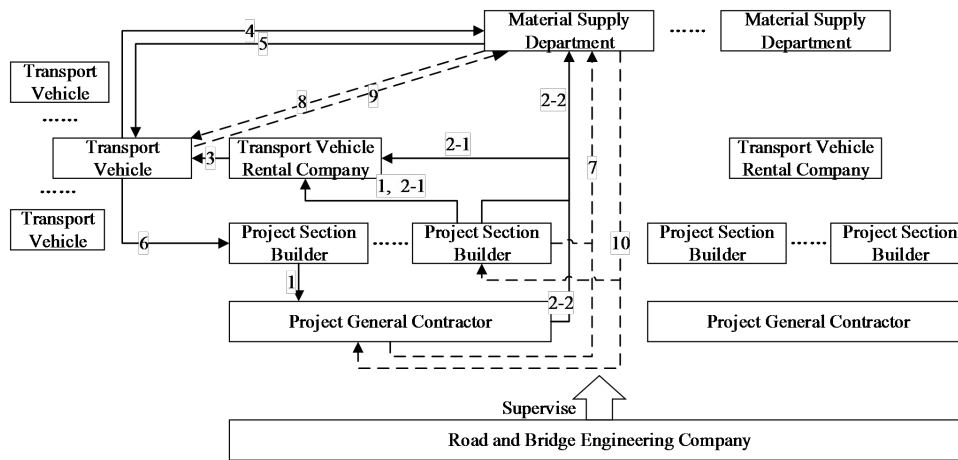 Material Supply
Department
......
Material Supply
Department
4
5
Transport
Vehicle
......
8
9
2-2
Transport
Vehicle
3
Transport Vehicle
Rental Company
2-1
7
Transport Vehicle
Rental Company
......
1, 2-1
Transport
Vehicle
6
Project Section
Builder
......
Project Section
Builder
10
Project Section
Builder
......
Project Section
Builder
1
2-2
Project General Contractor
Project General Contractor
Supervise
Road and Bridge Engineering Company